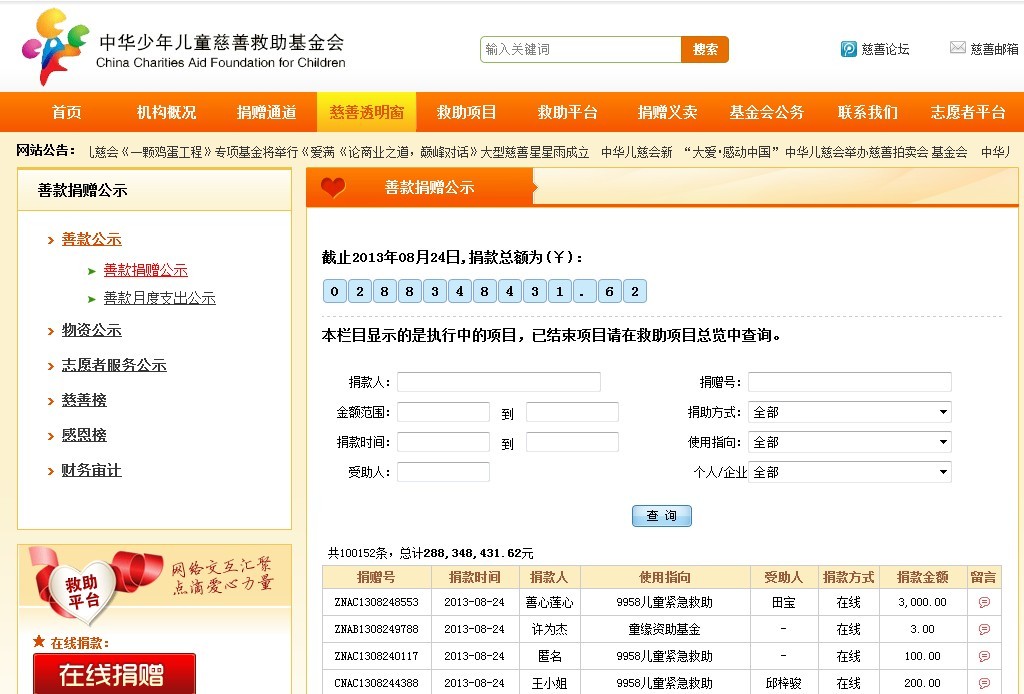 中华少年儿童慈善救助基金会
China Charities Aid Foundation for Children
输入关键词
搜索
慈善论坛
慈善邮箱
首页 机构概况 捐赠通道 慈善透明窗 救助项目 救助平台 捐赠义卖 基金会公务 联系我们 志愿者平台
网站公告： 儿慈会《一颗鸡蛋工程》专项基金将举行《爱满《论商业之道，巅峰对话》大型慈善星星雨成立 中华儿慈会新 “大爱·感动中国”中华儿慈会举办慈善拍卖会 基金会 中华儿
善款捐赠公示
善款公示
善款捐赠公示
善款月度支出公示
物资公示
志愿者服务公示
慈善榜
感恩榜
财务审计
救助
平台
网络交互汇聚
点滴爱心力量
在线捐款：
在线捐赠
善款捐赠公示
截止2013年08月24日,捐款总额为(￥)：
0 2 8 8 3 4 8 4 3 1 . 6 2
本栏目显示的是执行中的项目，已结束项目请在救助项目总览中查询。
捐款人： 捐赠号：
金额范围： 到 捐助方式： 全部
捐款时间： 到 使用指向： 全部
受助人： 个人/企业 全部
查 询
共100152条，总计288,348,431.62元
捐赠号 捐款时间 捐款人 使用指向 受助人 捐款方式 捐款金额 留言
ZNAC1308248553 2013-08-24 善心莲心 9958儿童紧急救助 田宝 在线 3,000.00
ZNAB1308249788 2013-08-24 许为杰 童缘资助基金 - 在线 3.00
ZNAC1308240117 2013-08-24 匿名 9958儿童紧急救助 - 在线 100.00
CNAC1308244388 2013-08-24 王小姐 9958儿童紧急救助 邱梓骏 在线 200.00